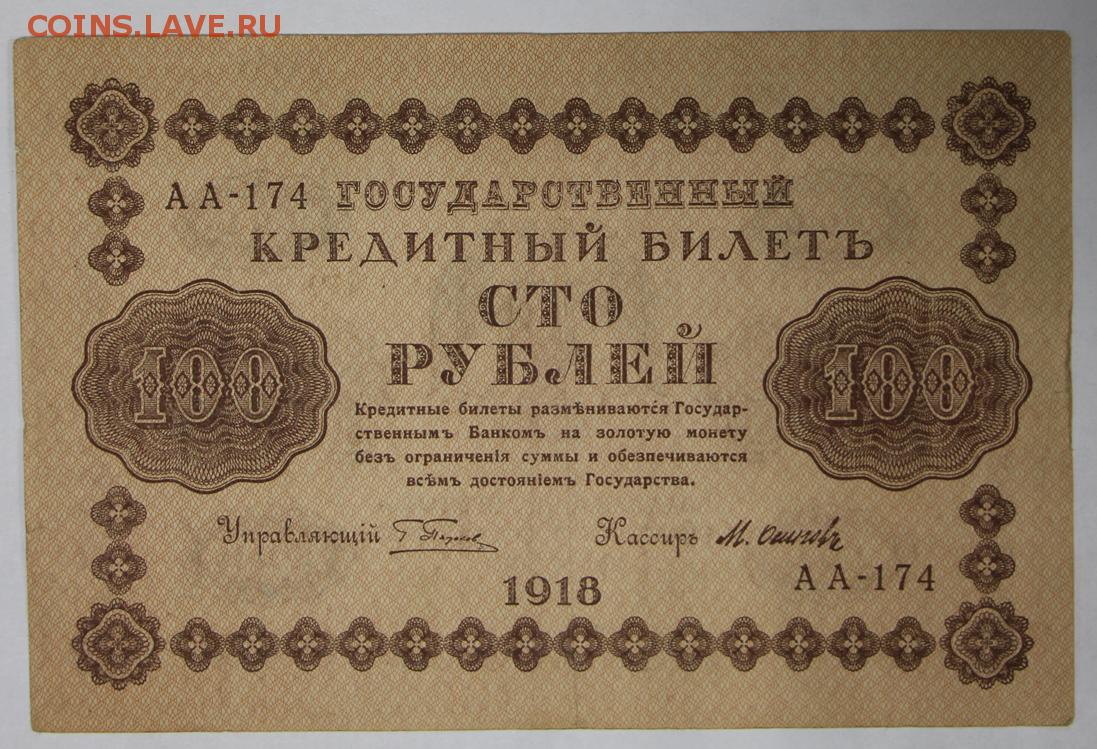 COINS.LAVE.RU
АА-174 ГОСУДАРСТВЕННЫЙ
КРЕДИТНЫЙ БИЛЕТЪ
СТО
РУБЛЕЙ
100 100
Кредитные билеты размѣниваются Государ-
ственнымъ Банкомъ на золотую монету
безъ ограниченія суммы и обезпечиваются
всѣмъ достояніемъ Государства.
Управляющій Кассиръ М. Осиповъ
АА-174
1918